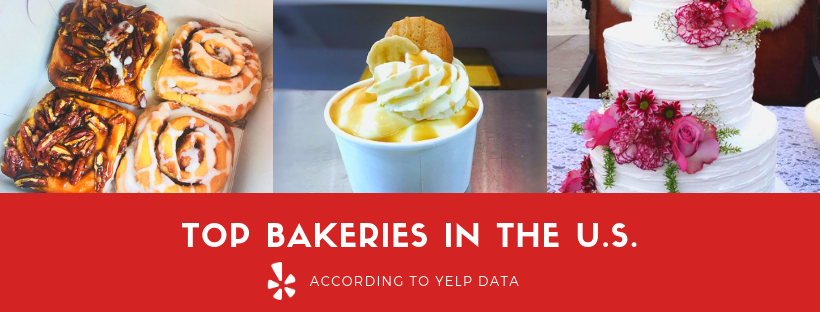 TOP BAKERIES IN THE U.S.
ACCORDING TO YELP DATA